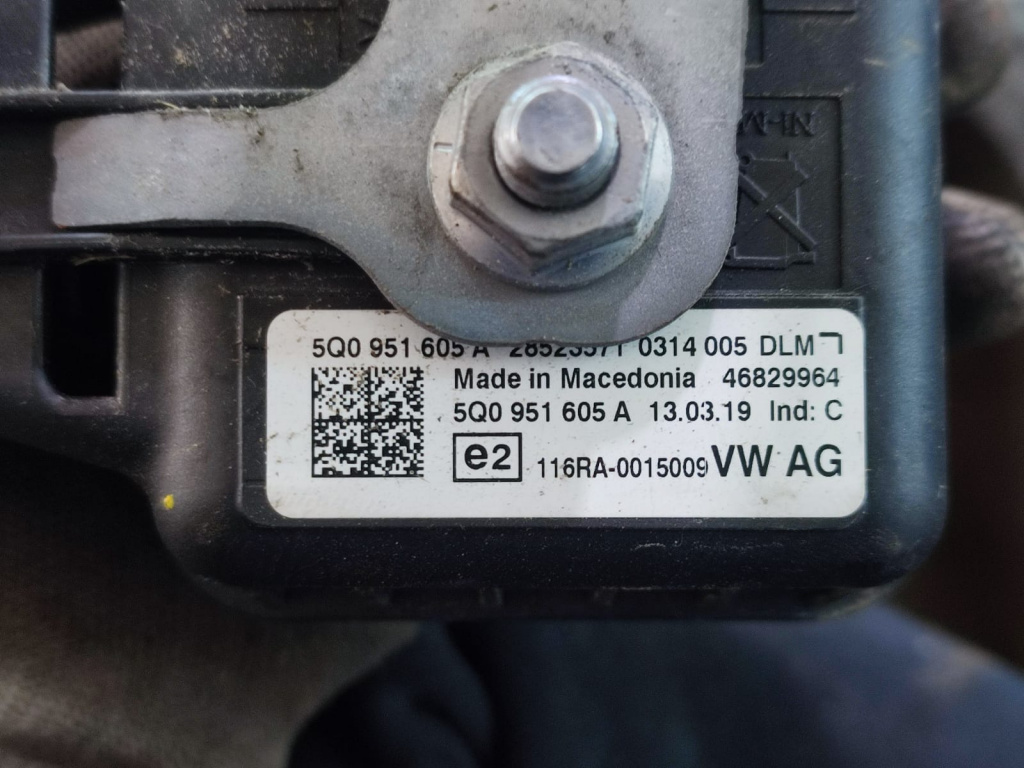 NI-M
5Q0 951 605 A 0314 005 DLM
Made in Macedonia 46829964
5Q0 951 605 A 13.03.19 Ind: C
e2 116RA-0015009 VW AG